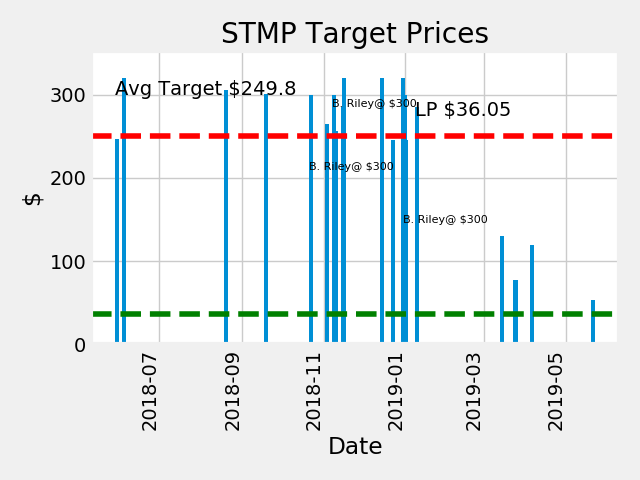 STMP Target Prices
Avg Target $249.8
B. Riley@ $300
LP $36.05
B. Riley@ $300
B. Riley@ $300
$
300
200
100
0
2018-07
2018-09
2018-11
2019-01
2019-03
2019-05
Date